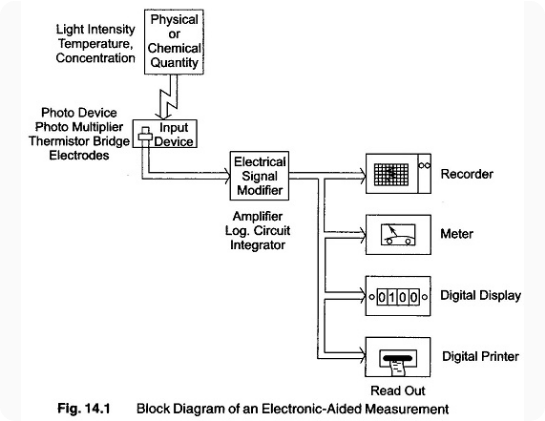 Light Intensity
Temperature,
Concentration
Physical
or
Chemical
Quantity
Photo Device
Photo Multiplier
Thermistor Bridge
Electrodes
Input
Device
Electrical
Signal
Modifier
Amplifier
Log. Circuit
Integrator
Recorder
Meter
0100
Digital Display
Digital Printer
Read Out
Fig. 14.1 Block Diagram of an Electronic-Aided Measurement